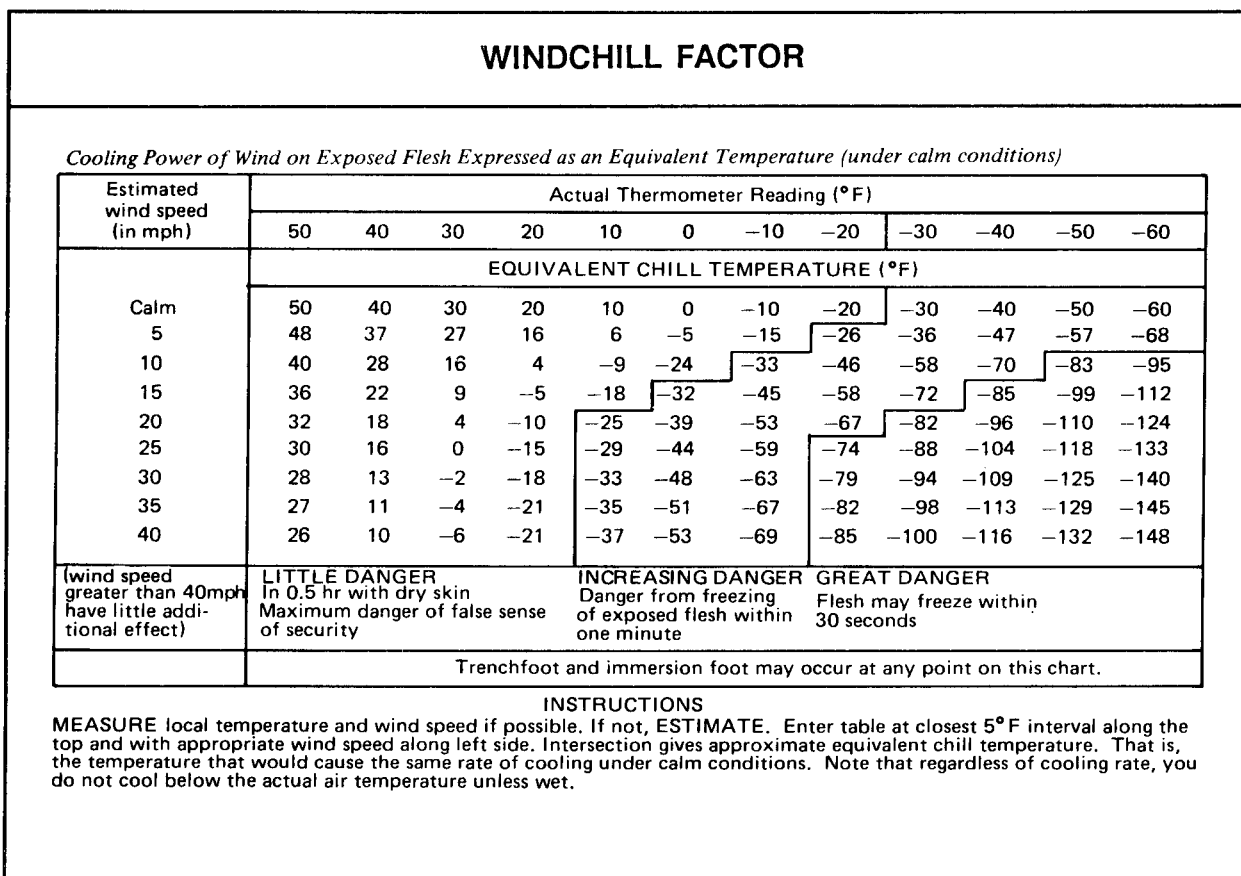 WINDCHILL FACTOR
Cooling Power of Wind on Exposed Flesh Expressed as an Equivalent Temperature (under calm conditions)
Estimated
wind speed
(in mph)
Actual Thermometer Reading (°F)
50 40 30 20 10 0 −10 −20 −30 −40 −50 −60
EQUIVALENT CHILL TEMPERATURE (°F)
Calm 50 40 30 20 10 0 −10 −20 −30 −40 −50 −60
5 48 37 27 16 6 −5 −15 −26 −36 −47 −57 −68
10 40 28 16 4 −9 −24 −33 −46 −58 −70 −83 −95
15 36 22 9 −5 −18 −32 −45 −58 −72 −85 −99 −112
20 32 18 4 −10 −25 −39 −53 −67 −82 −96 −110 −124
25 30 16 0 −15 −29 −44 −59 −74 −88 −104 −118 −133
30 28 13 −2 −18 −33 −48 −63 −79 −94 −109 −125 −140
35 27 11 −4 −21 −35 −51 −67 −82 −98 −113 −129 −145
40 26 10 −6 −21 −37 −53 −69 −85 −100 −116 −132 −148
(wind speed
greater than 40mph
have little addi-
tional effect)
LITTLE DANGER
In 0.5 hr with dry skin
Maximum danger of false sense
of security
INCREASING DANGER
Danger from freezing
of exposed flesh within
one minute
GREAT DANGER
Flesh may freeze within
30 seconds
Trenchfoot and immersion foot may occur at any point on this chart.
INSTRUCTIONS
MEASURE local temperature and wind speed if possible. If not, ESTIMATE. Enter table at closest 5°F interval along the
top and with appropriate wind speed along left side. Intersection gives approximate equivalent chill temperature. That is,
the temperature that would cause the same rate of cooling under calm conditions. Note that regardless of cooling rate, you
do not cool below the actual air temperature unless wet.